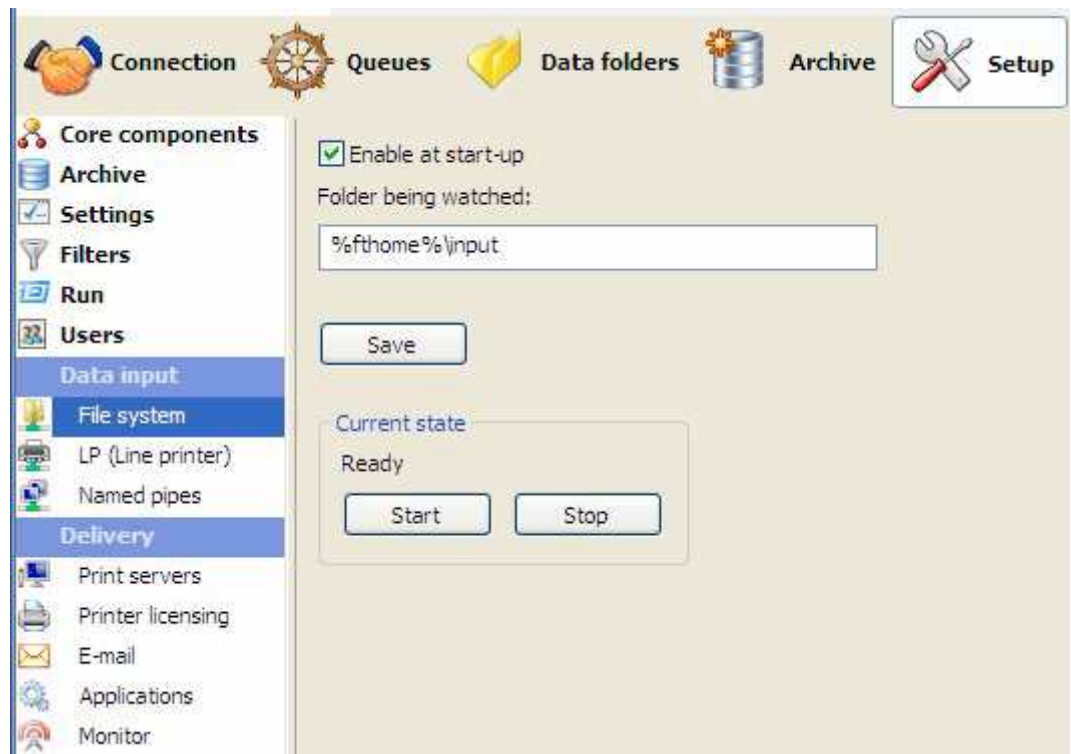 Connection Queues Data folders Archive Setup
Core components
Archive
Settings
Filters
Run
Users
Data input
File system
LP (Line printer)
Named pipes
Delivery
Print servers
Printer licensing
E-mail
Applications
Monitor
Enable at start-up
Folder being watched:
%fthome%\input
Save
Current state
Ready
Start Stop